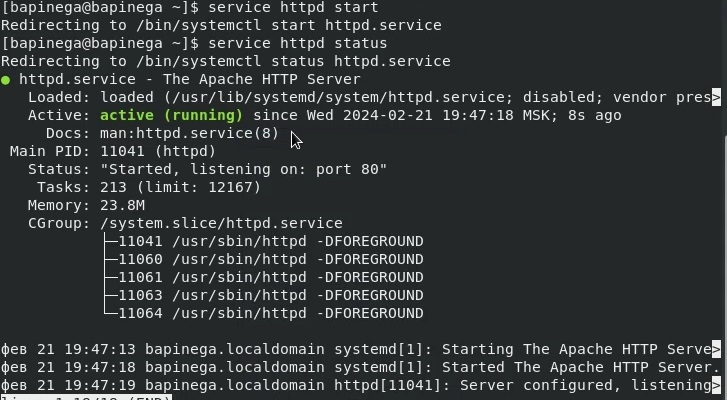 [bapinega@bapinega ~]$ service httpd start
Redirecting to /bin/systemctl start httpd.service
[bapinega@bapinega ~]$ service httpd status
Redirecting to /bin/systemctl status httpd.service
● httpd.service - The Apache HTTP Server
Loaded: loaded (/usr/lib/systemd/system/httpd.service; disabled; vendor pres>
Active: active (running) since Wed 2024-02-21 19:47:18 MSK; 8s ago
Docs: man:httpd.service(8)
Main PID: 11041 (httpd)
Status: "Started, listening on: port 80"
Tasks: 213 (limit: 12167)
Memory: 23.8M
CGroup: /system.slice/httpd.service
├─11041 /usr/sbin/httpd -DFOREGROUND
├─11060 /usr/sbin/httpd -DFOREGROUND
├─11061 /usr/sbin/httpd -DFOREGROUND
├─11063 /usr/sbin/httpd -DFOREGROUND
└─11064 /usr/sbin/httpd -DFOREGROUND
фев 21 19:47:13 bapinega.localdomain systemd[1]: Starting The Apache HTTP Serve>
фев 21 19:47:18 bapinega.localdomain systemd[1]: Started The Apache HTTP Server.
фев 21 19:47:19 bapinega.localdomain httpd[11041]: Server configured, listening>